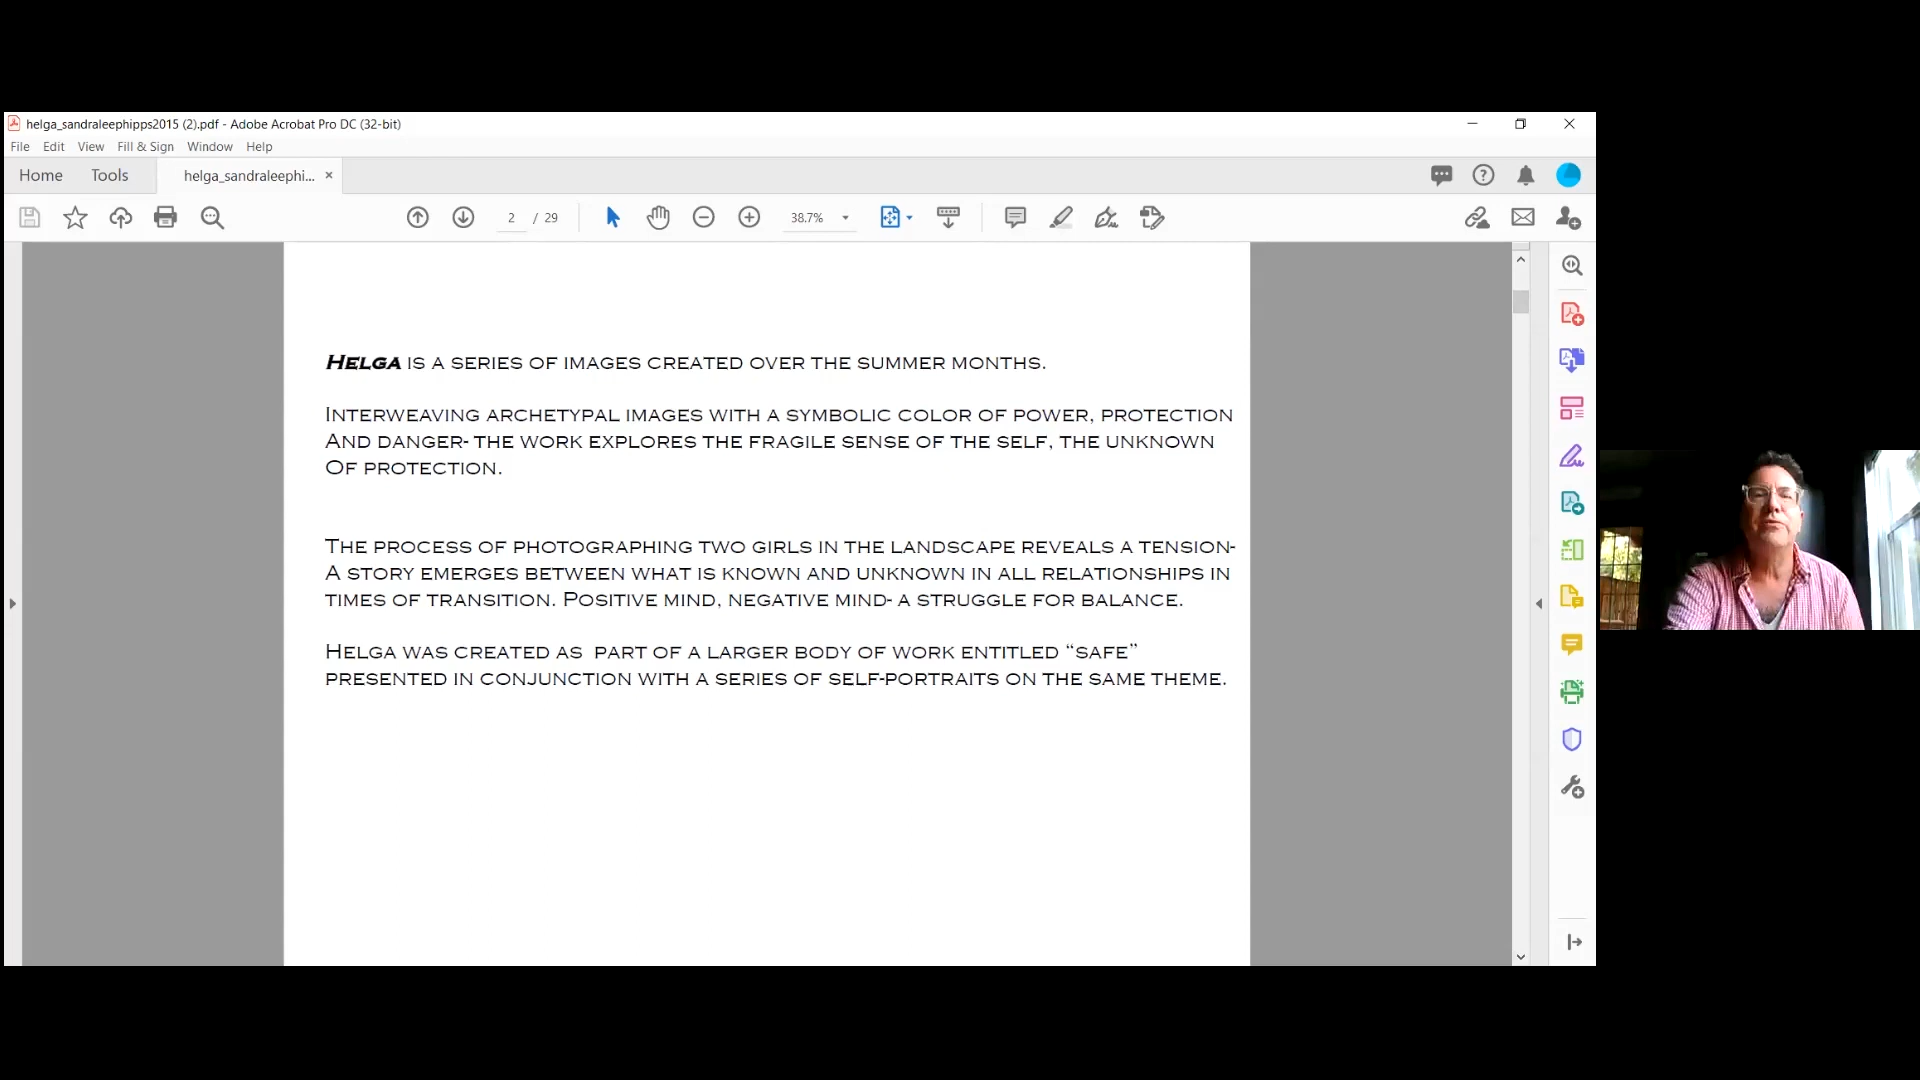 helga_sandraleephipps2015 (2).pdf - Adobe Acrobat Pro DC (32-bit)
File Edit View Fill & Sign Window Help
Home Tools helga_sandraleephi... ×
2 / 29 38.7%
HELGA IS A SERIES OF IMAGES CREATED OVER THE SUMMER MONTHS.
INTERWEAVING ARCHETYPAL IMAGES WITH A SYMBOLIC COLOR OF POWER, PROTECTION
AND DANGER- THE WORK EXPLORES THE FRAGILE SENSE OF THE SELF, THE UNKNOWN
OF PROTECTION.
THE PROCESS OF PHOTOGRAPHING TWO GIRLS IN THE LANDSCAPE REVEALS A TENSION-
A STORY EMERGES BETWEEN WHAT IS KNOWN AND UNKNOWN IN ALL RELATIONSHIPS IN
TIMES OF TRANSITION. POSITIVE MIND, NEGATIVE MIND- A STRUGGLE FOR BALANCE.
HELGA WAS CREATED AS  PART OF A LARGER BODY OF WORK ENTITLED “SAFE”
PRESENTED IN CONJUNCTION WITH A SERIES OF SELF-PORTRAITS ON THE SAME THEME.